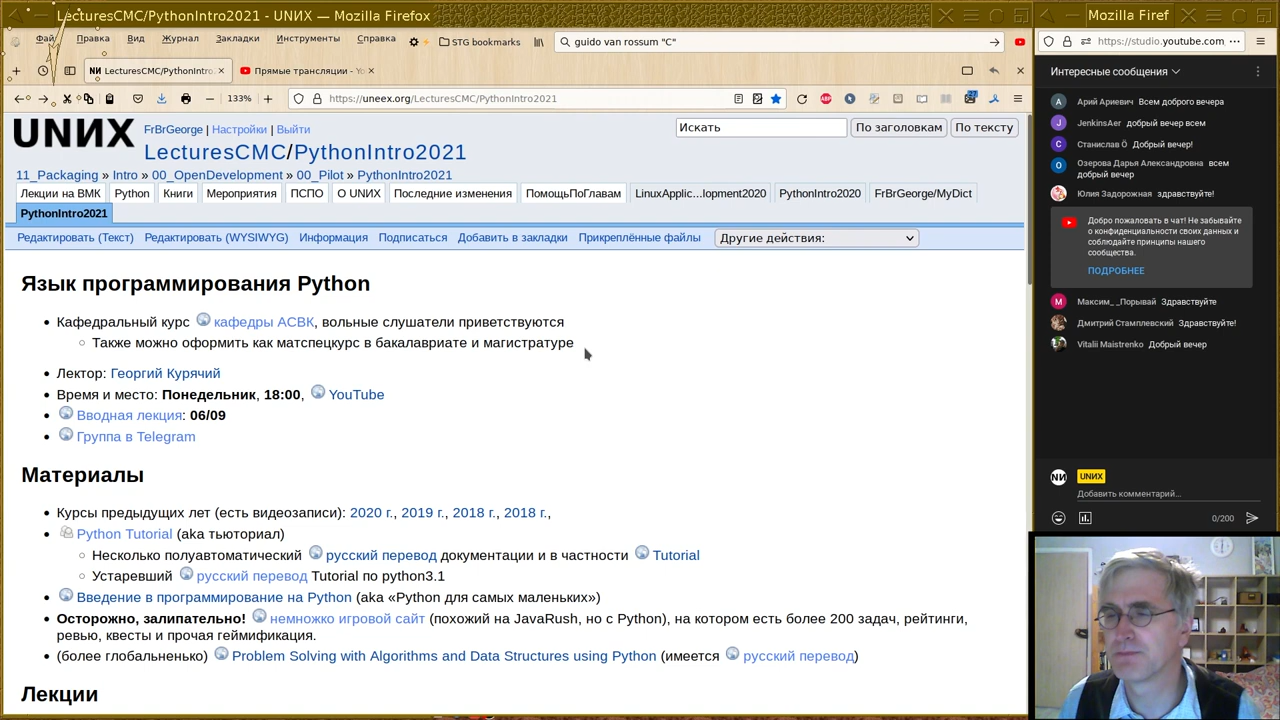 LecturesCMC/PythonIntro2021 - UNИX — Mozilla Firefox
Mozilla Firef
Файл Правка Вид Журнал Закладки Инструменты Справка
STG bookmarks
guido van rossum "C"
https://studio.youtube.com
LecturesCMC/PythonIntro
Прямые трансляции - Yo
133%
https://uneex.org/LecturesCMC/PythonIntro2021
UNИX
FrBrGeorge | Настройки | Выйти
Искать
По заголовкам
По тексту
LecturesCMC/PythonIntro2021
11_Packaging » Intro » 00_OpenDevelopment » 00_Pilot » PythonIntro2021
Лекции на ВМК Python Книги Мероприятия ПСПО О UNИX Последние изменения ПомощьПоГлавам LinuxApplic...lopment2020 PythonIntro2020 FrBrGeorge/MyDict
PythonIntro2021
Редактировать (Текст) Редактировать (WYSIWYG) Информация Подписаться Добавить в закладки Прикреплённые файлы Другие действия:
Язык программирования Python
Кафедральный курс кафедры АСВК, вольные слушатели приветствуются
Также можно оформить как матспецкурс в бакалавриате и магистратуре
Лектор: Георгий Курячий
Время и место: Понедельник, 18:00, YouTube
Вводная лекция: 06/09
Группа в Telegram
Материалы
Курсы предыдущих лет (есть видеозаписи): 2020 г., 2019 г., 2018 г., 2018 г.,
Python Tutorial (aka тьюториал)
Несколько полуавтоматический русский перевод документации и в частности Tutorial
Устаревший русский перевод Tutorial по python3.1
Введение в программирование на Python (aka «Python для самых маленьких»)
Осторожно, залипательно! немножко игровой сайт (похожий на JavaRush, но с Python), на котором есть более 200 задач, рейтинги,
ревью, квесты и прочая геймификация.
(более глобальненько) Problem Solving with Algorithms and Data Structures using Python (имеется русский перевод)
Лекции
Интересные сообщения
А Арий Ариевич Всем доброго вечера
J JenkinsAer добрый вечер всем
C Станислав Ö Добрый вечер!
О Озерова Дарья Александровна всем
добрый вечер
Юлия Задорожная здравствуйте!
Добро пожаловать в чат! Не забывайте
о конфиденциальности своих данных и
соблюдайте принципы нашего
сообщества.
ПОДРОБНЕЕ
М Максим_ _Порывай Здравствуйте
Дмитрий Стамплевский Здравствуйте!
Vitalii Maistrenko Добрый вечер
NИ UNИX
Добавить комментарий...
0/200